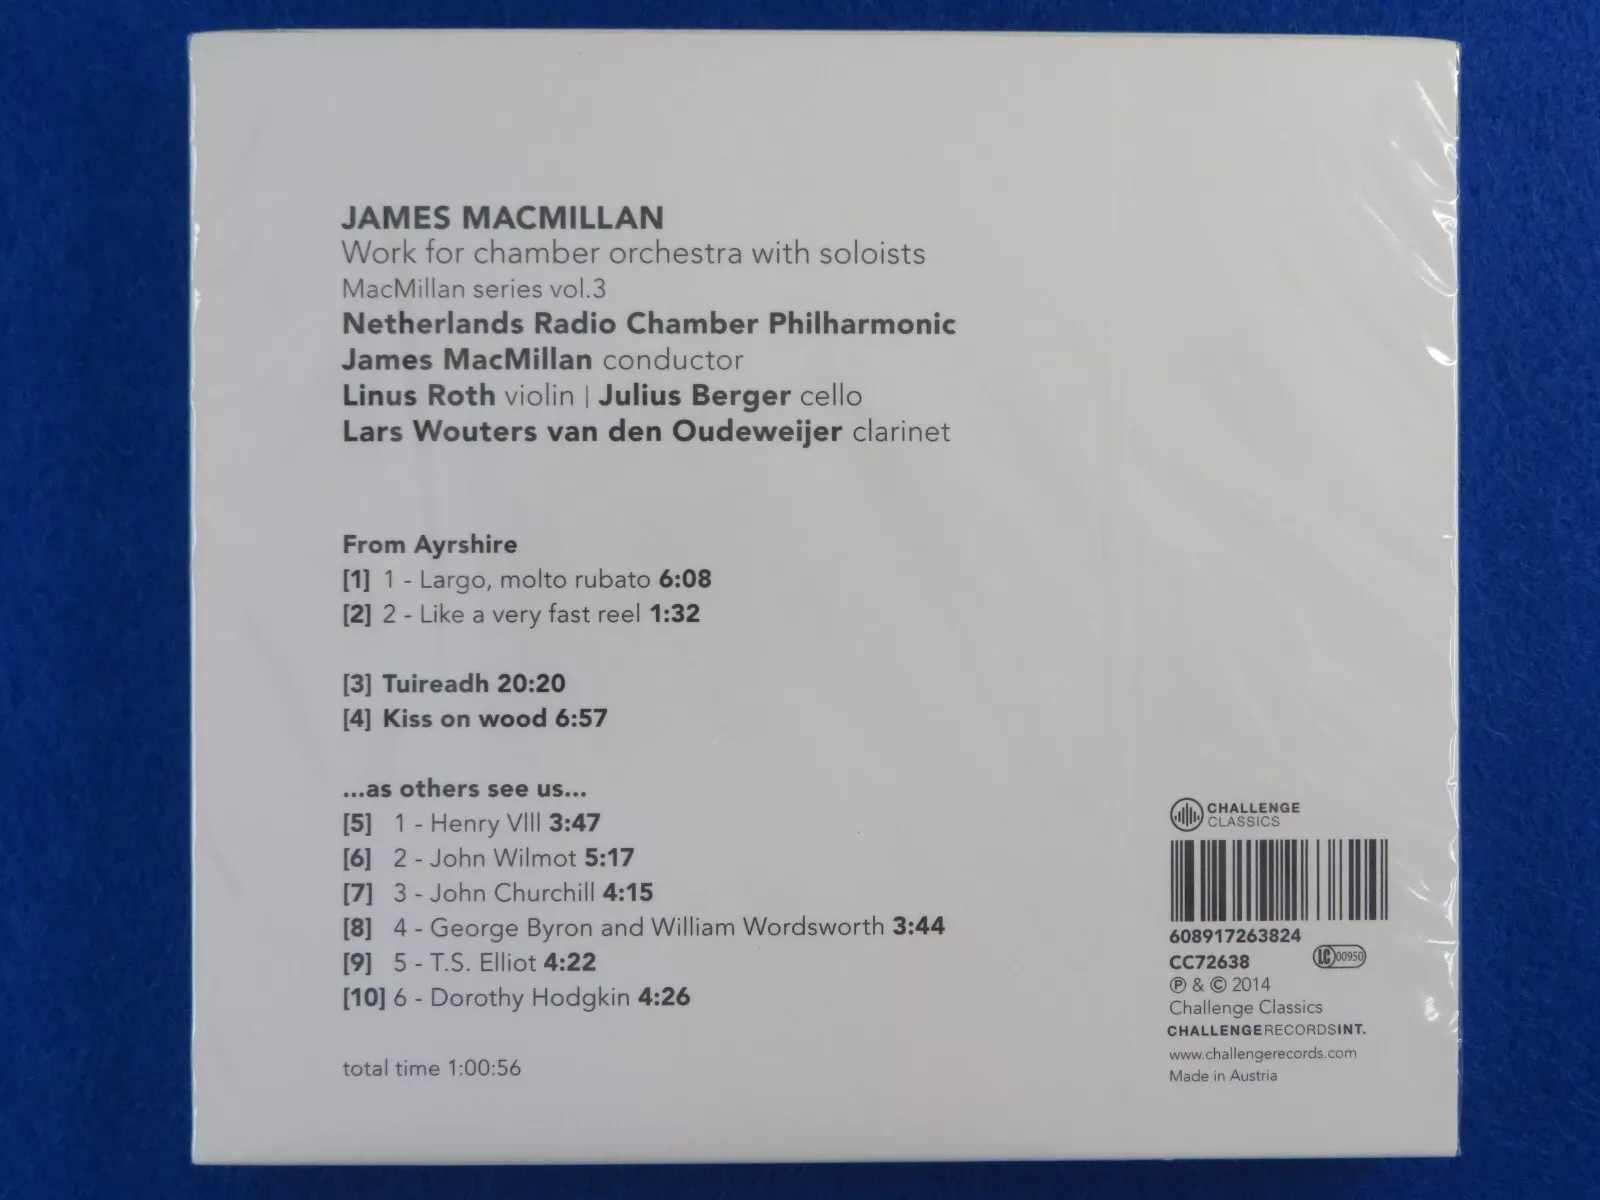 JAMES MACMILLAN
Work for chamber orchestra with soloists
MacMillan series vol.3
Netherlands Radio Chamber Philharmonic
James MacMillan conductor
Linus Roth violin | Julius Berger cello
Lars Wouters van den Oudeweijer clarinet
From Ayrshire
[1] 1 - Largo, molto rubato 6:08
[2] 2 - Like a very fast reel 1:32
[3] Tuireadh 20:20
[4] Kiss on wood 6:57
...as others see us...
[5] 1 - Henry VIII 3:47
[6] 2 - John Wilmot 5:17
[7] 3 - John Churchill 4:15
[8] 4 - George Byron and William Wordsworth 3:44
[9] 5 - T.S. Elliot 4:22
[10] 6 - Dorothy Hodgkin 4:26
total time 1:00:56
CHALLENGE
CLASSICS
608917263824
CC72638
LC 00950
℗ & © 2014
Challenge Classics
CHALLENGERECORDSINT.
www.challengerecords.com
Made in Austria